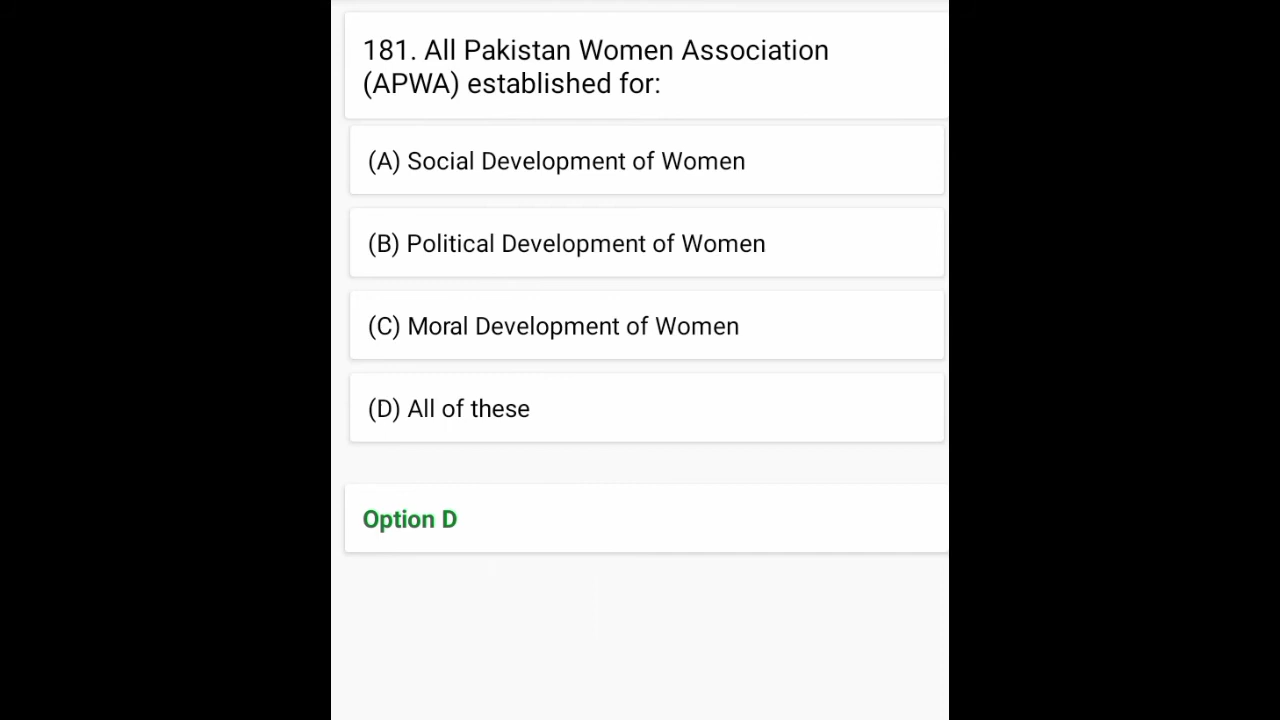 181. All Pakistan Women Association
(APWA) established for:
(A) Social Development of Women
(B) Political Development of Women
(C) Moral Development of Women
(D) All of these
Option D